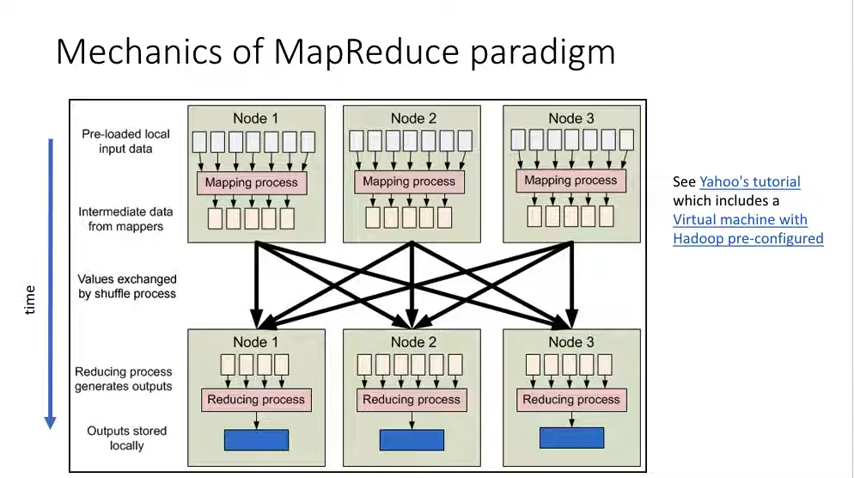 Mechanics of MapReduce paradigm
Node 1
Node 2
Node 3
Pre-loaded local
input data
Mapping process
Mapping process
Mapping process
Intermediate data
from mappers
Values exchanged
by shuffle process
Node 1
Node 2
Node 3
Reducing process
generates outputs
Reducing process
Reducing process
Reducing process
Outputs stored
locally
time
See Yahoo's tutorial
which includes a
Virtual machine with
Hadoop pre-configured